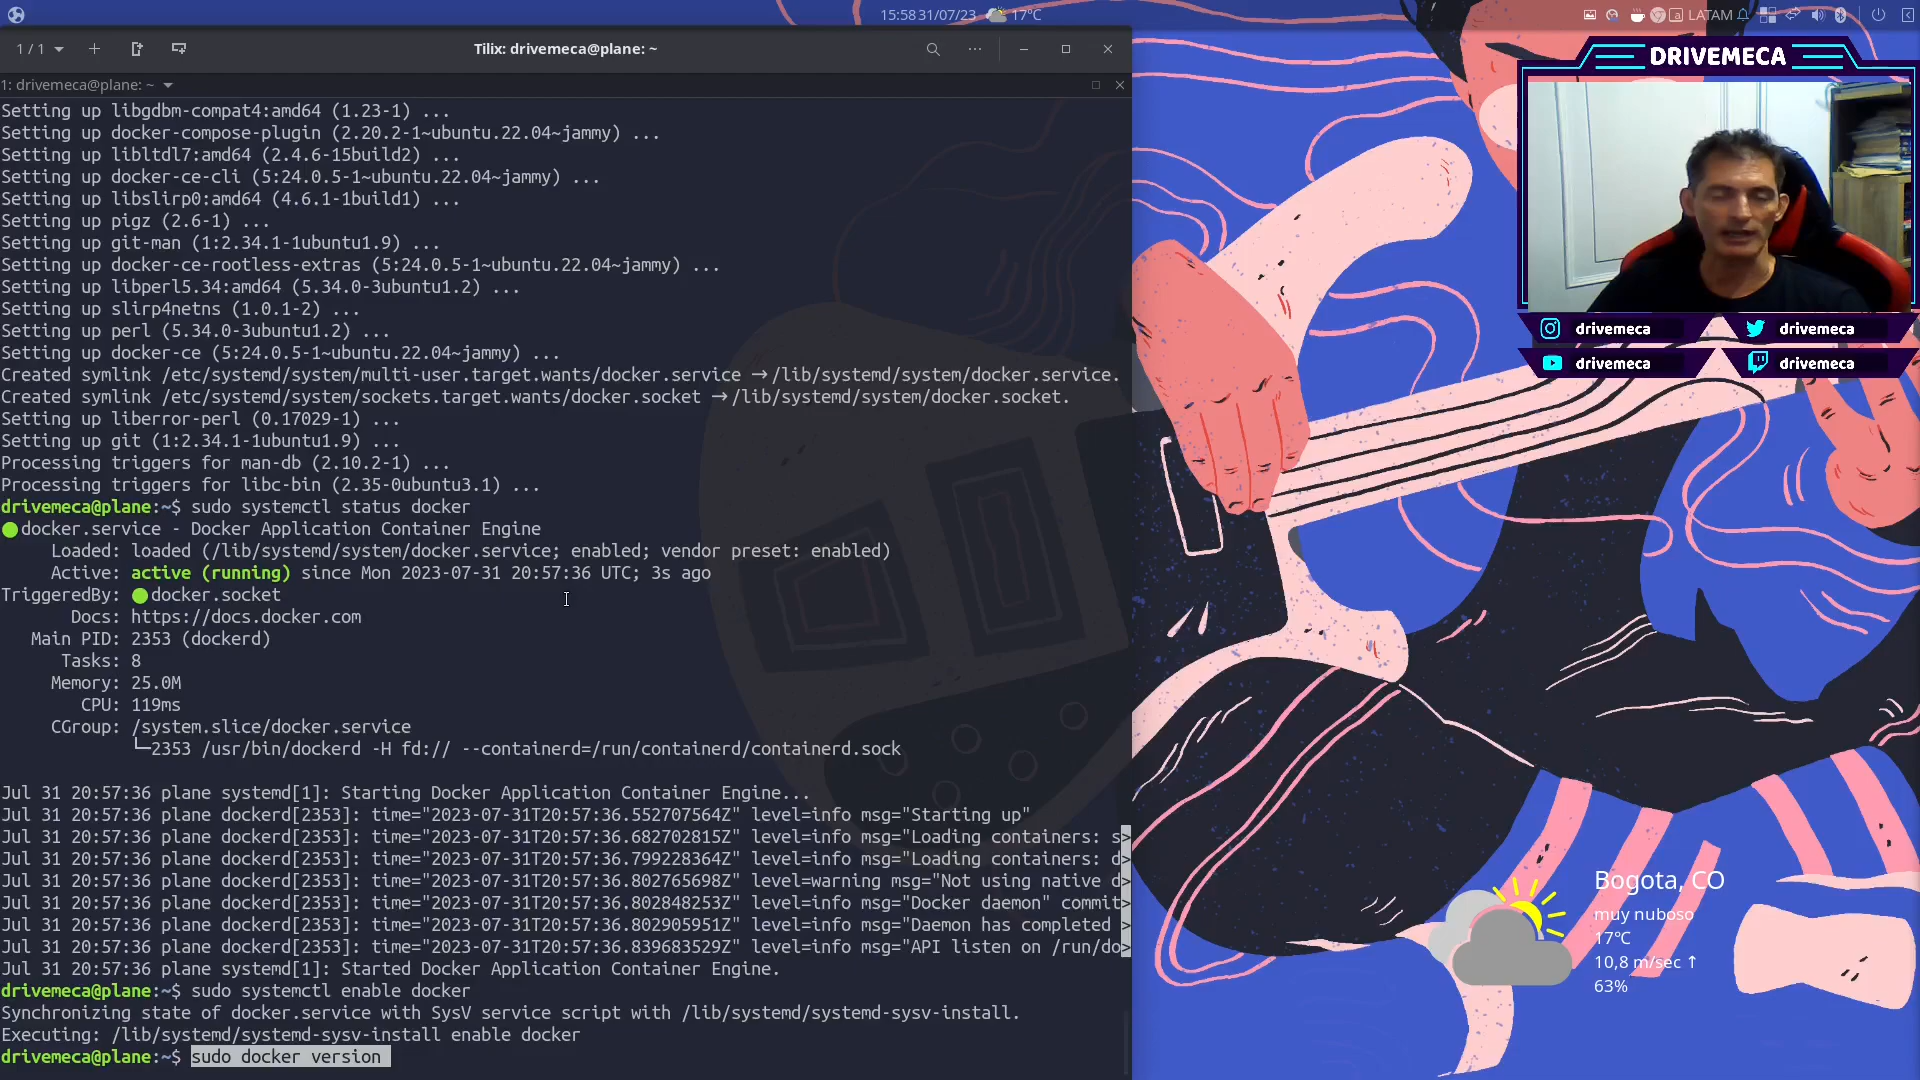 15:58 31/07/23 17°C
a LATAM
1 / 1
Tilix: drivemeca@plane: ~
1: drivemeca@plane: ~
Setting up libgdbm-compat4:amd64 (1.23-1) ...
Setting up docker-compose-plugin (2.20.2-1~ubuntu.22.04~jammy) ...
Setting up libltdl7:amd64 (2.4.6-15build2) ...
Setting up docker-ce-cli (5:24.0.5-1~ubuntu.22.04~jammy) ...
Setting up libslirp0:amd64 (4.6.1-1build1) ...
Setting up pigz (2.6-1) ...
Setting up git-man (1:2.34.1-1ubuntu1.9) ...
Setting up docker-ce-rootless-extras (5:24.0.5-1~ubuntu.22.04~jammy) ...
Setting up libperl5.34:amd64 (5.34.0-3ubuntu1.2) ...
Setting up slirp4netns (1.0.1-2) ...
Setting up perl (5.34.0-3ubuntu1.2) ...
Setting up docker-ce (5:24.0.5-1~ubuntu.22.04~jammy) ...
Created symlink /etc/systemd/system/multi-user.target.wants/docker.service → /lib/systemd/system/docker.service.
Created symlink /etc/systemd/system/sockets.target.wants/docker.socket → /lib/systemd/system/docker.socket.
Setting up liberror-perl (0.17029-1) ...
Setting up git (1:2.34.1-1ubuntu1.9) ...
Processing triggers for man-db (2.10.2-1) ...
Processing triggers for libc-bin (2.35-0ubuntu3.1) ...
drivemeca@plane:~$ sudo systemctl status docker
● docker.service - Docker Application Container Engine
Loaded: loaded (/lib/systemd/system/docker.service; enabled; vendor preset: enabled)
Active: active (running) since Mon 2023-07-31 20:57:36 UTC; 3s ago
TriggeredBy: ● docker.socket
Docs: https://docs.docker.com
Main PID: 2353 (dockerd)
Tasks: 8
Memory: 25.0M
CPU: 119ms
CGroup: /system.slice/docker.service
└─2353 /usr/bin/dockerd -H fd:// --containerd=/run/containerd/containerd.sock
Jul 31 20:57:36 plane systemd[1]: Starting Docker Application Container Engine...
Jul 31 20:57:36 plane dockerd[2353]: time="2023-07-31T20:57:36.552707564Z" level=info msg="Starting up"
Jul 31 20:57:36 plane dockerd[2353]: time="2023-07-31T20:57:36.682702815Z" level=info msg="Loading containers: s>
Jul 31 20:57:36 plane dockerd[2353]: time="2023-07-31T20:57:36.799228364Z" level=info msg="Loading containers: d>
Jul 31 20:57:36 plane dockerd[2353]: time="2023-07-31T20:57:36.802765698Z" level=warning msg="Not using native d>
Jul 31 20:57:36 plane dockerd[2353]: time="2023-07-31T20:57:36.802848253Z" level=info msg="Docker daemon" commit>
Jul 31 20:57:36 plane dockerd[2353]: time="2023-07-31T20:57:36.802905951Z" level=info msg="Daemon has completed >
Jul 31 20:57:36 plane dockerd[2353]: time="2023-07-31T20:57:36.839683529Z" level=info msg="API listen on /run/do>
Jul 31 20:57:36 plane systemd[1]: Started Docker Application Container Engine.
drivemeca@plane:~$ sudo systemctl enable docker
Synchronizing state of docker.service with SysV service script with /lib/systemd/systemd-sysv-install.
Executing: /lib/systemd/systemd-sysv-install enable docker
drivemeca@plane:~$ sudo docker version
DRIVEMECA
drivemeca drivemeca
drivemeca drivemeca
Bogota, CO
muy nuboso
17°C
10,8 m/sec ↑
63%